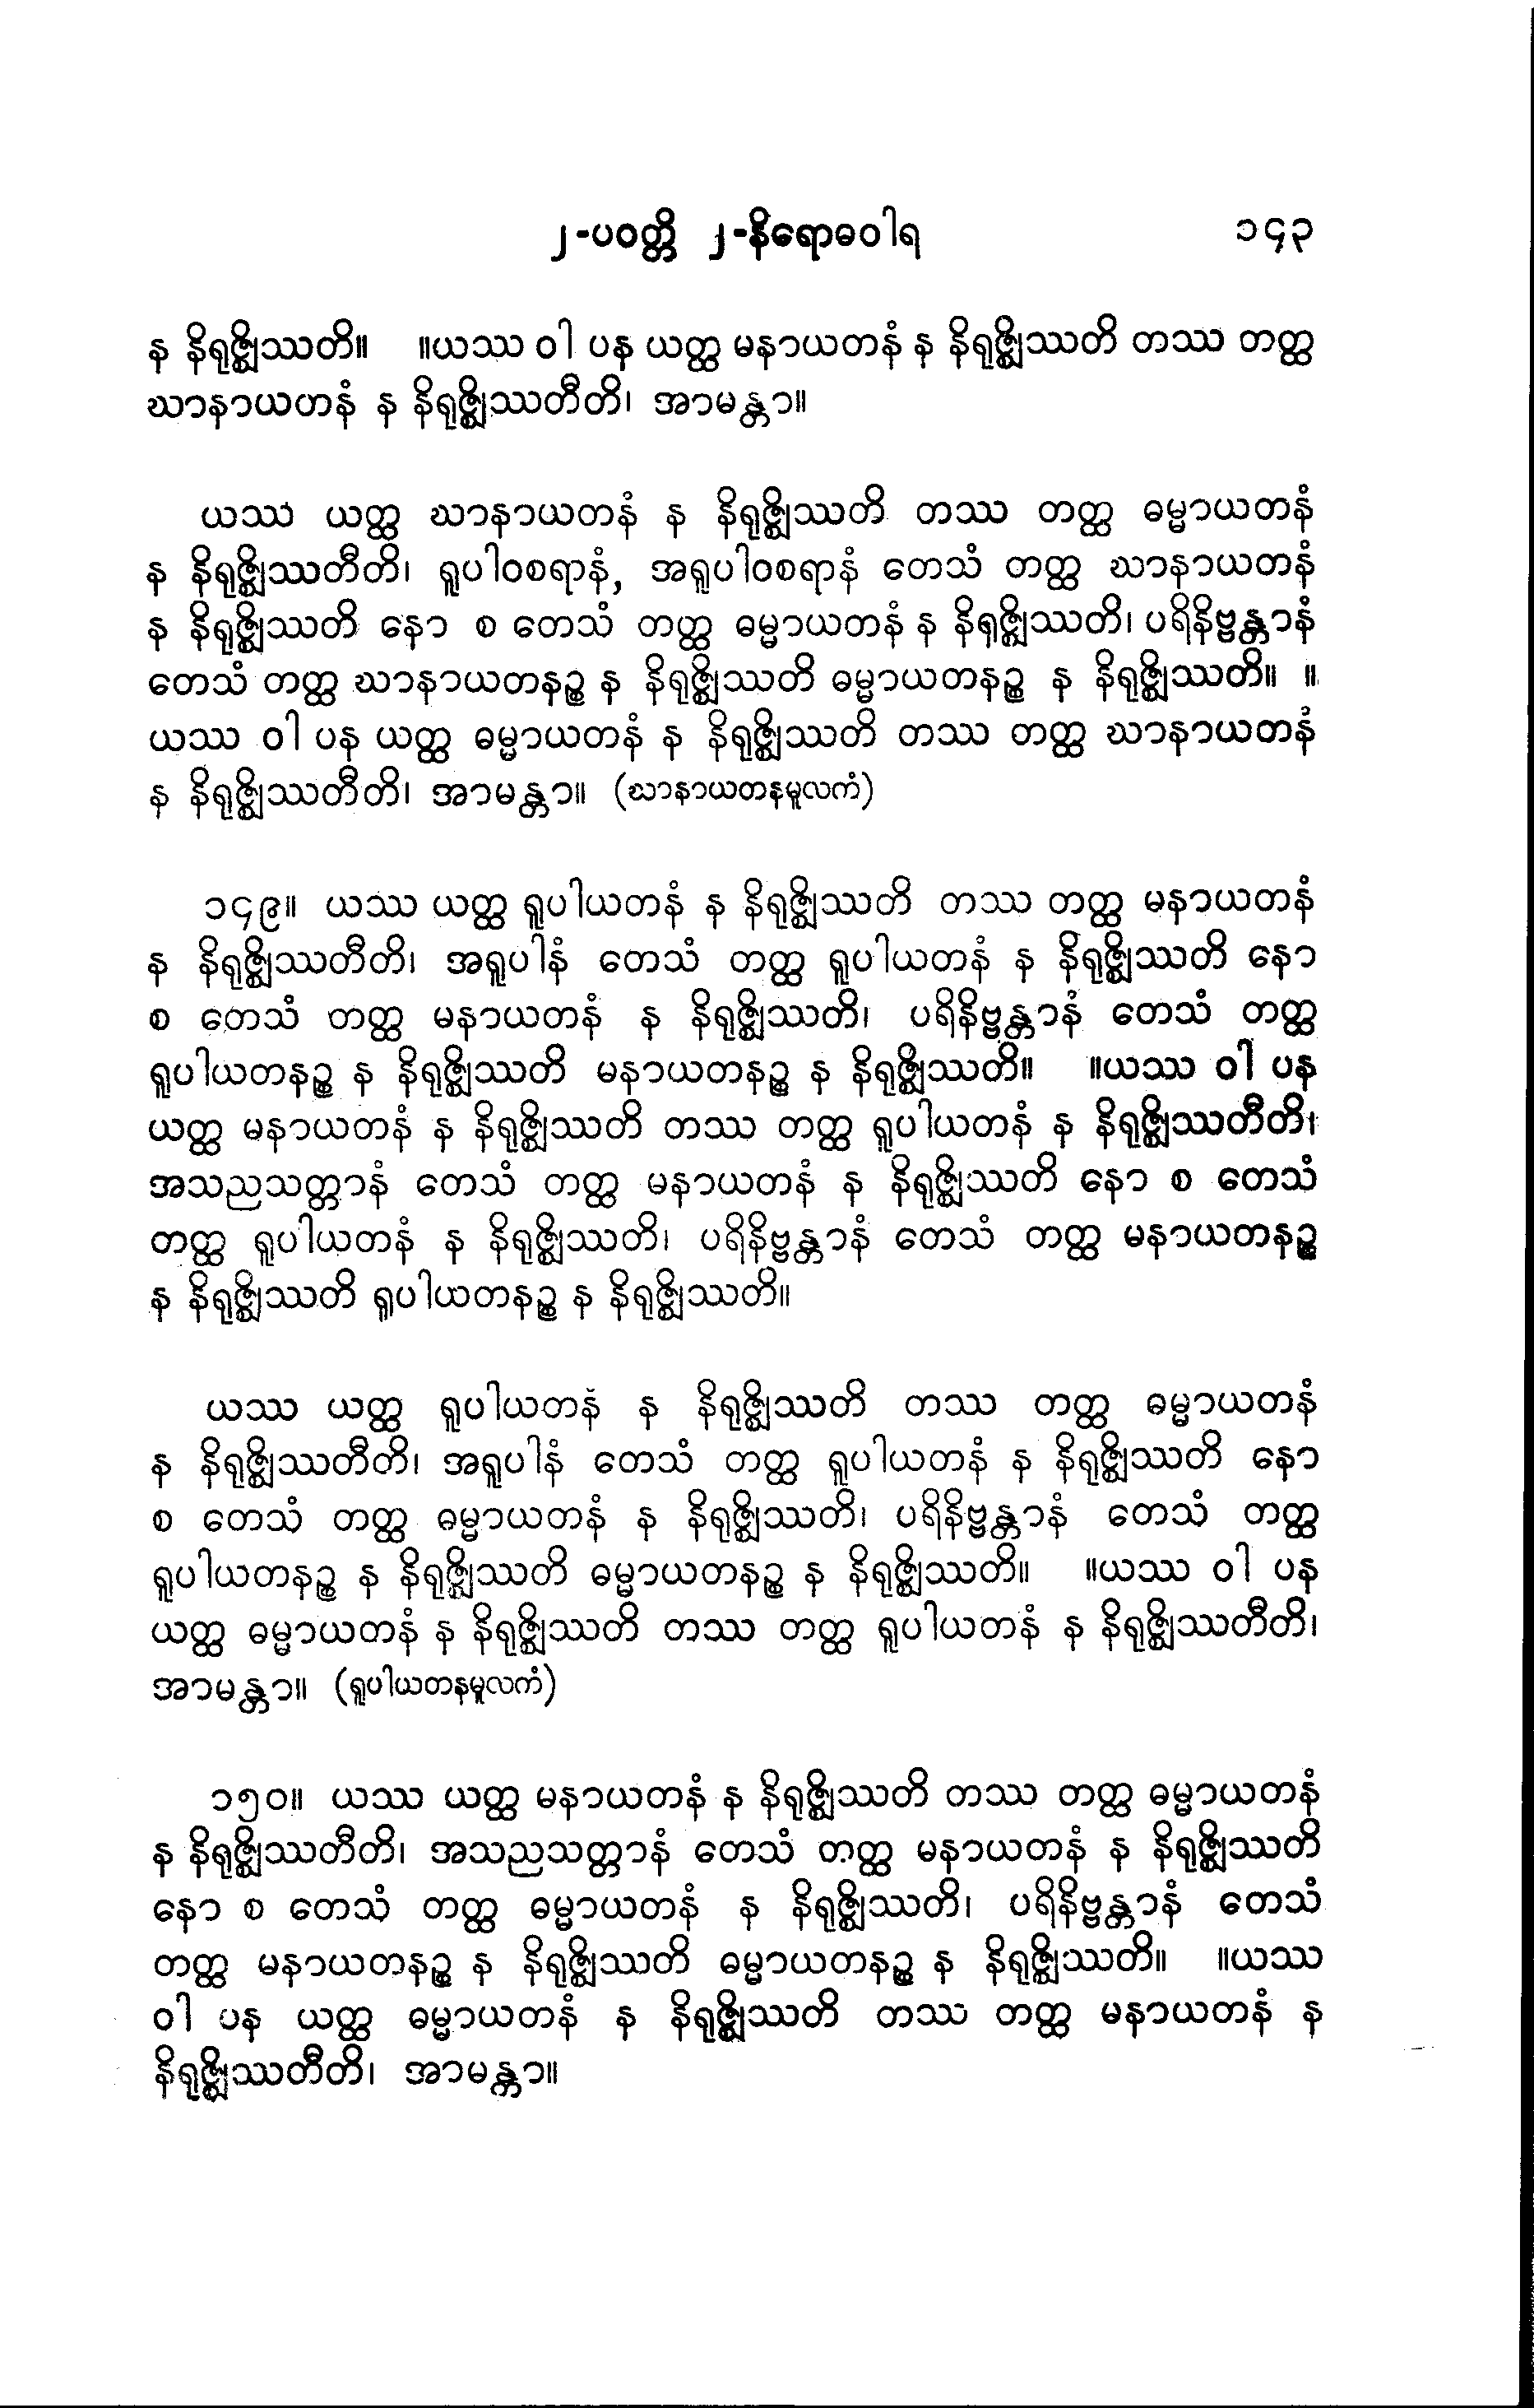 ၂-ပဝတ္တိ ၂-နိရောဓဝါရ ၁၄၃
န နိရုဇ္ဈိဿတိ။ ။ယဿ ဝါ ပန ယတ္ထ မနာယတနံ န နိရုဇ္ဈိဿတိ တဿ တတ္ထ
ဃာနာယတနံ န နိရုဇ္ဈိဿတီတိ၊ အာမန္တာ။
ယဿ ယတ္ထ ဃာနာယတနံ န နိရုဇ္ဈိဿတိ တဿ တတ္ထ ဓမ္မာယတနံ
န နိရုဇ္ဈိဿတီတိ၊ ရူပါဝစရာနံ, အရူပါဝစရာနံ တေသံ တတ္ထ ဃာနာယတနံ
န နိရုဇ္ဈိဿတိ နော စ တေသံ တတ္ထ ဓမ္မာယတနံ န နိရုဇ္ဈိဿတိ၊ ပရိနိဗ္ဗန္တာနံ
တေသံ တတ္ထ ဃာနာယတနဉ္စ န နိရုဇ္ဈိဿတိ ဓမ္မာယတနဉ္စ န နိရုဇ္ဈိဿတိ။ ။
ယဿ ဝါ ပန ယတ္ထ ဓမ္မာယတနံ န နိရုဇ္ဈိဿတိ တဿ တတ္ထ ဃာနာယတနံ
န နိရုဇ္ဈိဿတီတိ၊ အာမန္တာ။ (ဃာနာယတနမူလကံ)
၁၄၉။ ယဿ ယတ္ထ ရူပါယတနံ န နိရုဇ္ဈိဿတိ တဿ တတ္ထ မနာယတနံ
န နိရုဇ္ဈိဿတီတိ၊ အရူပါနံ တေသံ တတ္ထ ရူပါယတနံ န နိရုဇ္ဈိဿတိ နော
စ တေသံ တတ္ထ မနာယတနံ န နိရုဇ္ဈိဿတိ၊ ပရိနိဗ္ဗန္တာနံ တေသံ တတ္ထ
ရူပါယတနဉ္စ န နိရုဇ္ဈိဿတိ မနာယတနဉ္စ န နိရုဇ္ဈိဿတိ။ ။ယဿ ဝါ ပန
ယတ္ထ မနာယတနံ န နိရုဇ္ဈိဿတိ တဿ တတ္ထ ရူပါယတနံ န နိရုဇ္ဈိဿတီတိ၊
အသညသတ္တာနံ တေသံ တတ္ထ မနာယတနံ န နိရုဇ္ဈိဿတိ နော စ တေသံ
တတ္ထ ရူပါယတနံ န နိရုဇ္ဈိဿတိ၊ ပရိနိဗ္ဗန္တာနံ တေသံ တတ္ထ မနာယတနဉ္စ
န နိရုဇ္ဈိဿတိ ရူပါယတနဉ္စ န နိရုဇ္ဈိဿတိ။
ယဿ ယတ္ထ ရူပါယတနံ န နိရုဇ္ဈိဿတိ တဿ တတ္ထ ဓမ္မာယတနံ
န နိရုဇ္ဈိဿတီတိ၊ အရူပါနံ တေသံ တတ္ထ ရူပါယတနံ န နိရုဇ္ဈိဿတိ နော
စ တေသံ တတ္ထ ဓမ္မာယတနံ န နိရုဇ္ဈိဿတိ၊ ပရိနိဗ္ဗန္တာနံ တေသံ တတ္ထ
ရူပါယတနဉ္စ န နိရုဇ္ဈိဿတိ ဓမ္မာယတနဉ္စ န နိရုဇ္ဈိဿတိ။ ။ယဿ ဝါ ပန
ယတ္ထ ဓမ္မာယတနံ န နိရုဇ္ဈိဿတိ တဿ တတ္ထ ရူပါယတနံ န နိရုဇ္ဈိဿတီတိ၊
အာမန္တာ။ (ရူပါယတနမူလကံ)
၁၅၀။ ယဿ ယတ္ထ မနာယတနံ န နိရုဇ္ဈိဿတိ တဿ တတ္ထ ဓမ္မာယတနံ
န နိရုဇ္ဈိဿတီတိ၊ အသညသတ္တာနံ တေသံ တတ္ထ မနာယတနံ န နိရုဇ္ဈိဿတိ
နော စ တေသံ တတ္ထ ဓမ္မာယတနံ န နိရုဇ္ဈိဿတိ၊ ပရိနိဗ္ဗန္တာနံ တေသံ
တတ္ထ မနာယတနဉ္စ န နိရုဇ္ဈိဿတိ ဓမ္မာယတနဉ္စ န နိရုဇ္ဈိဿတိ။ ။ယဿ
ဝါ ပန ယတ္ထ ဓမ္မာယတနံ န နိရုဇ္ဈိဿတိ တဿ တတ္ထ မနာယတနံ န
နိရုဇ္ဈိဿတီတိ၊ အာမန္တာ။